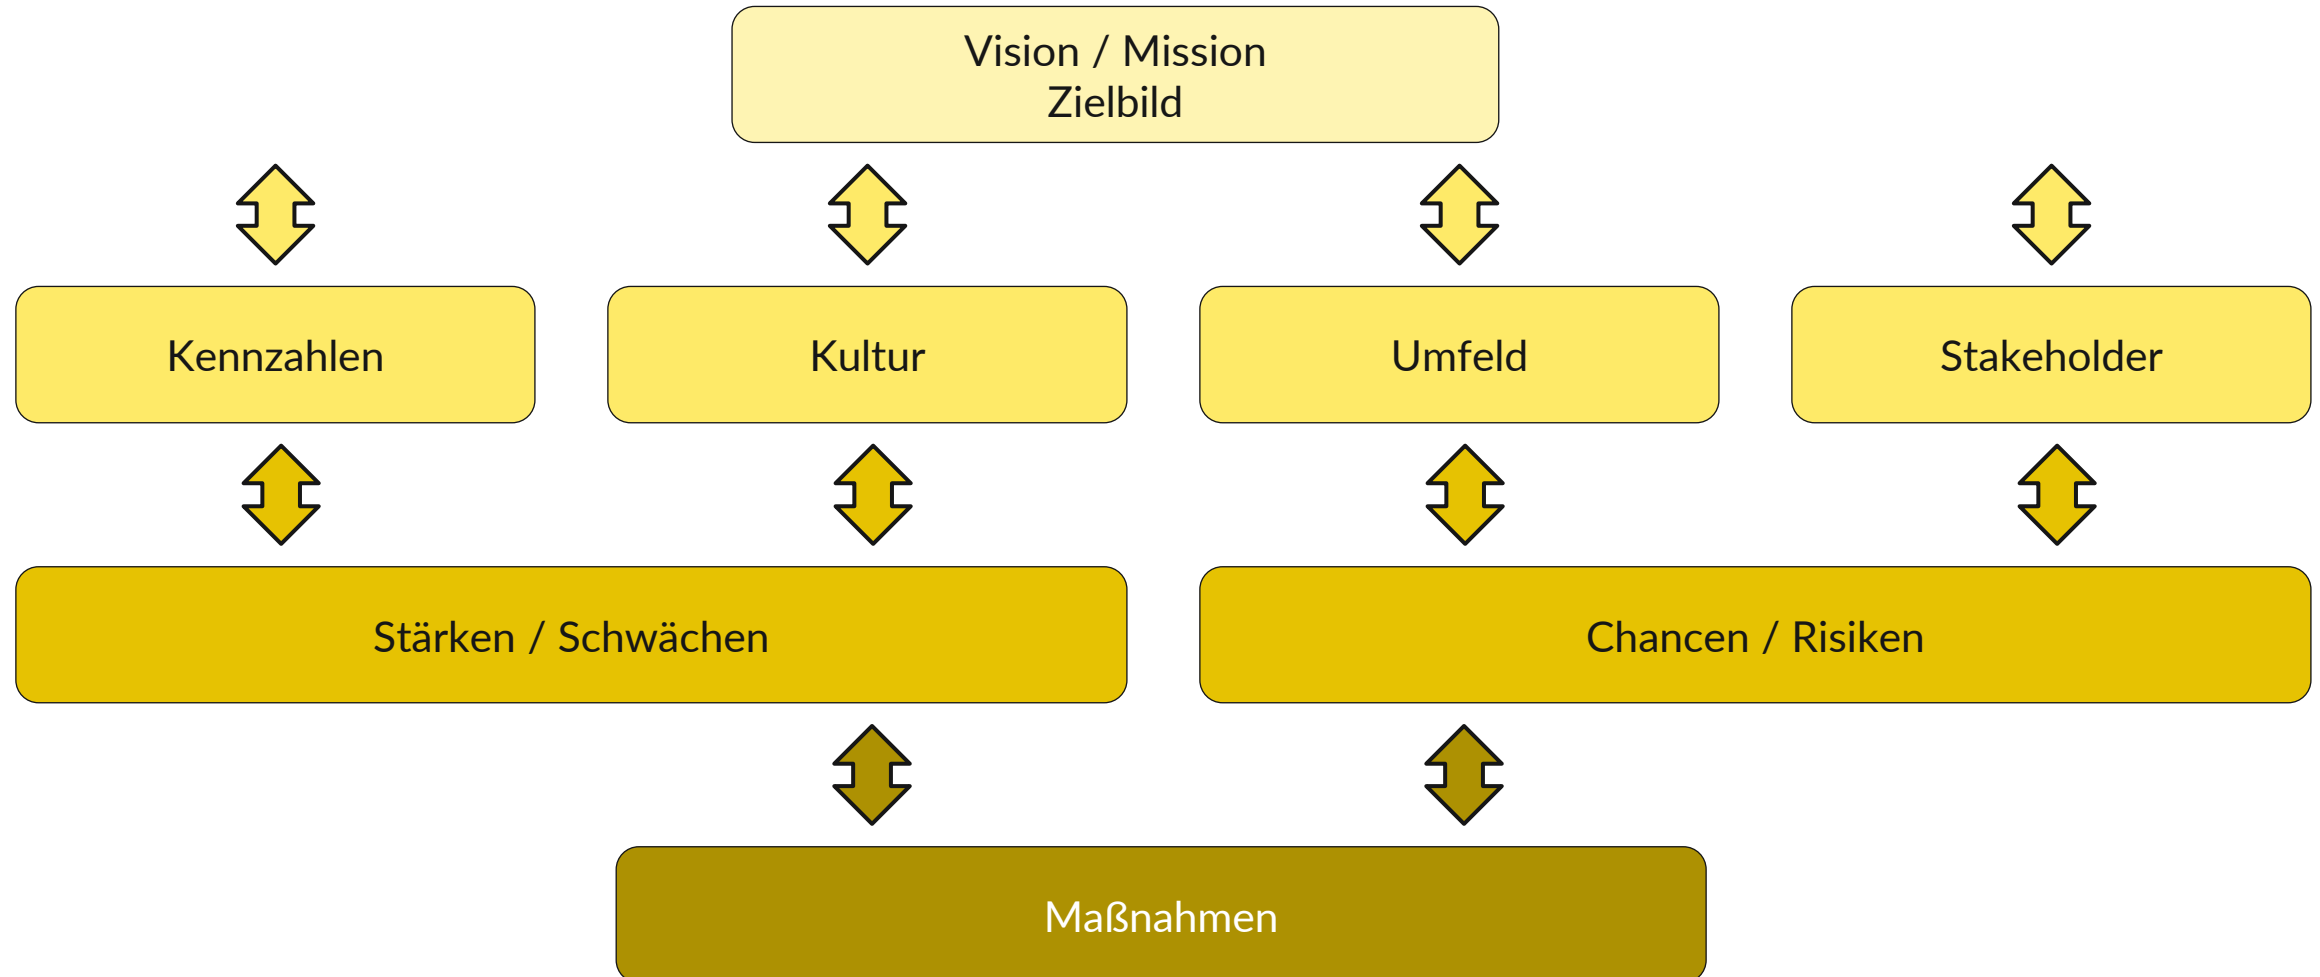 Vision / Mission
Zielbild
Kennzahlen
Kultur
Umfeld
Stakeholder
Stärken / Schwächen
Chancen / Risiken
Maßnahmen